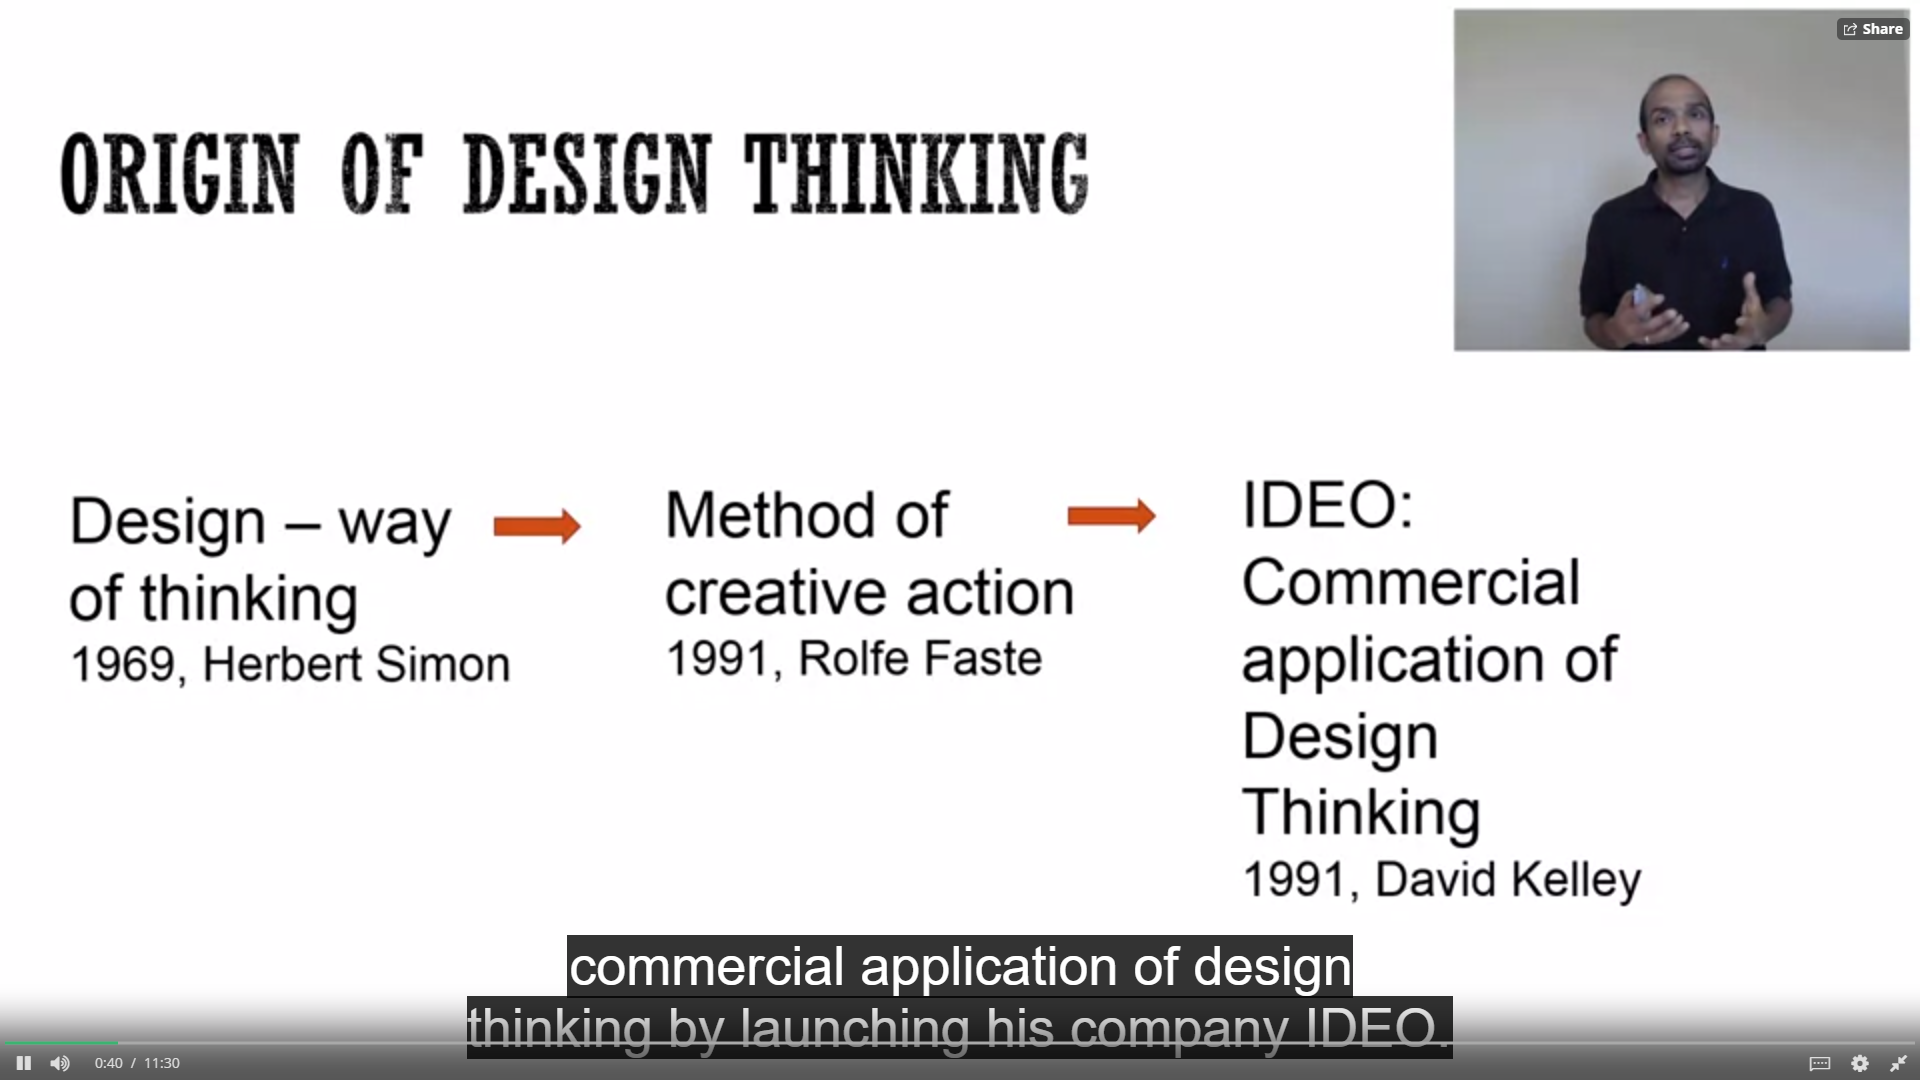 Share
ORIGIN OF DESIGN THINKING
Design – way
of thinking
1969, Herbert Simon
Method of
creative action
1991, Rolfe Faste
IDEO:
Commercial
application of
Design
Thinking
1991, David Kelley
commercial application of design
thinking by launching his company IDEO.
0:40 / 11:30